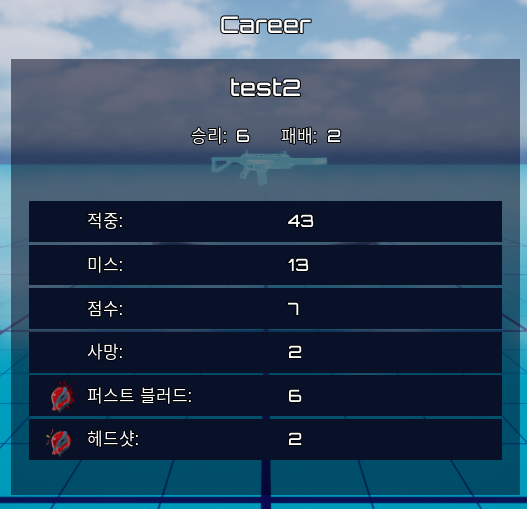 Career
test2
승리: 6 패배: 2
적중: 43
미스: 13
점수: 7
사망: 2
퍼스트 블러드: 6
헤드샷: 2